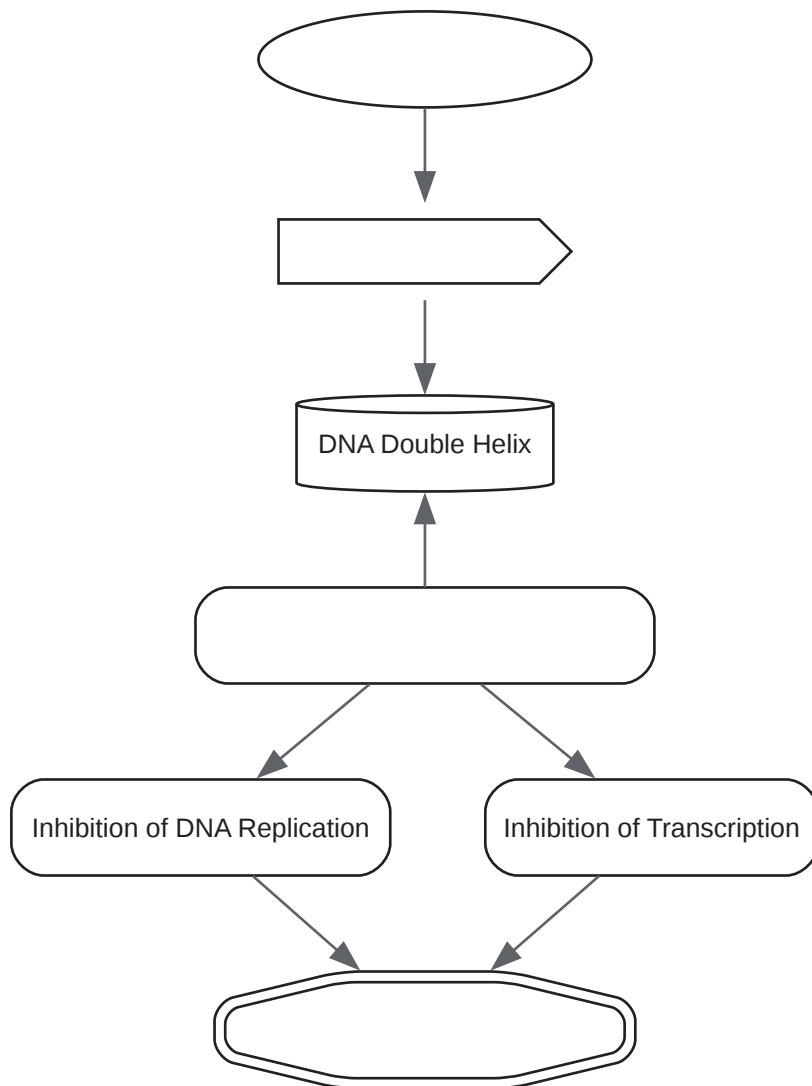 DNA Double Helix
Inhibition of DNA Replication
Inhibition of Transcription